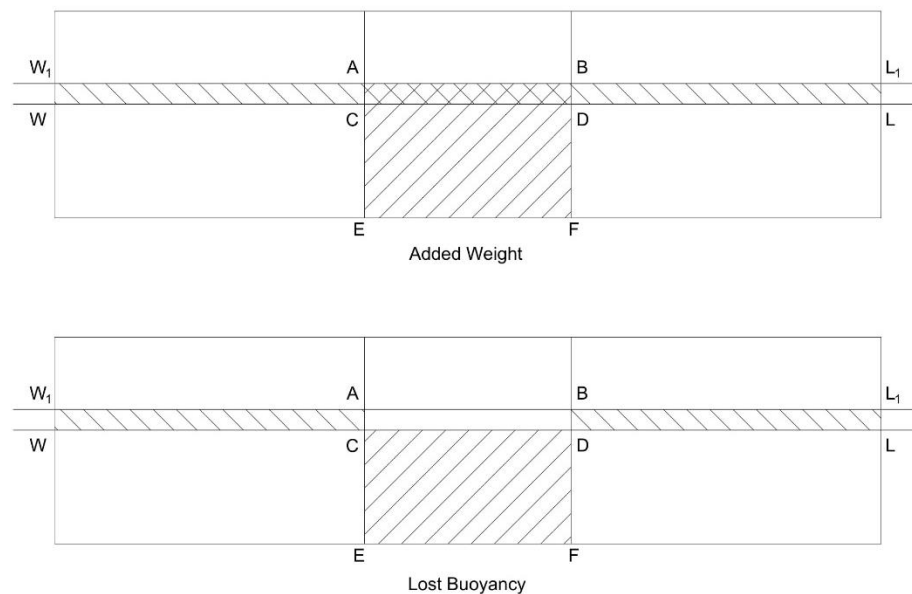 W₁ A B L₁
W C D L
E F
Added Weight
W₁ A B L₁
W C D L
E F
Lost Buoyancy